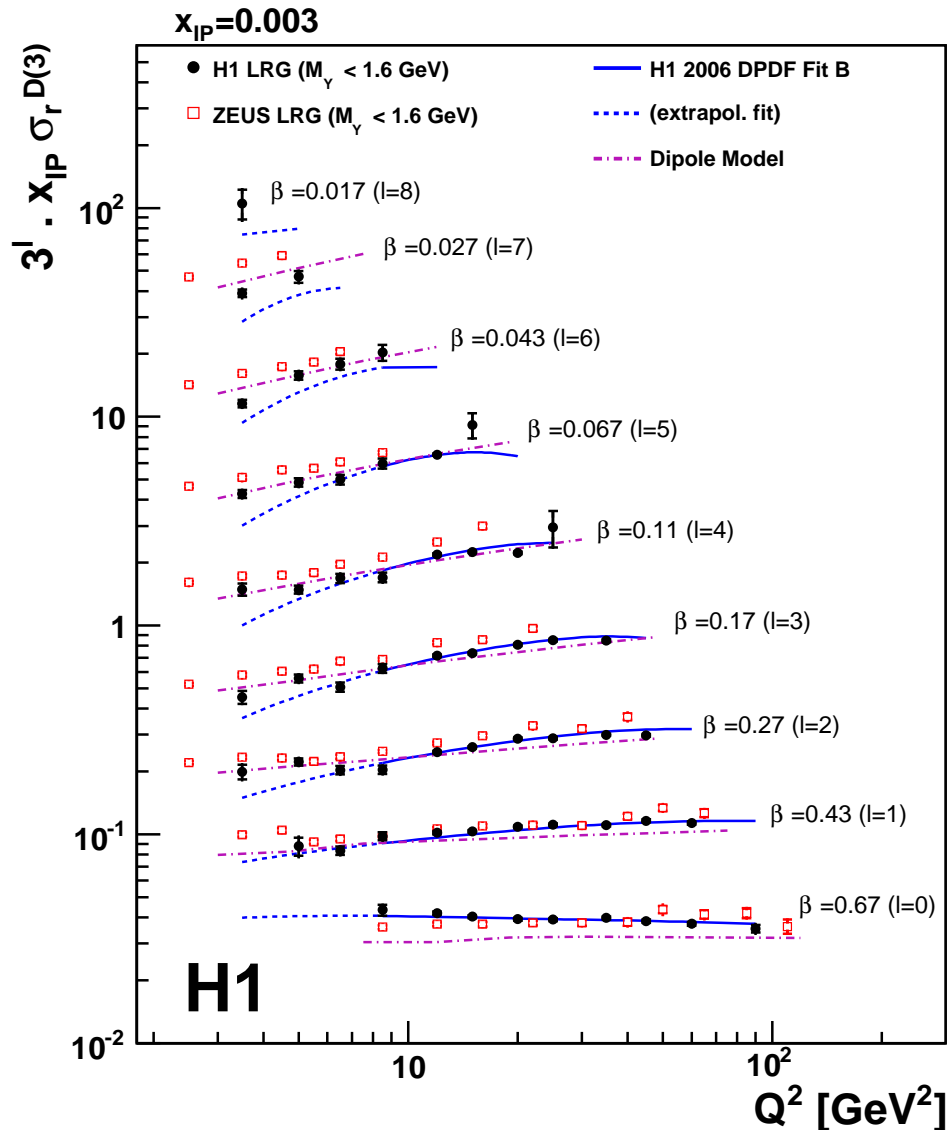 x_IP=0.003
H1 LRG (M_Y < 1.6 GeV)
ZEUS LRG (M_Y < 1.6 GeV)
H1 2006 DPDF Fit B
(extrapol. fit)
Dipole Model
3^l . x_IP σ_r^D(3)
10^2
10
1
10^-1
10^-2
β =0.017 (l=8)
β =0.027 (l=7)
β =0.043 (l=6)
β =0.067 (l=5)
β =0.11 (l=4)
β =0.17 (l=3)
β =0.27 (l=2)
β =0.43 (l=1)
β =0.67 (l=0)
H1
10
10^2
Q^2 [GeV^2]